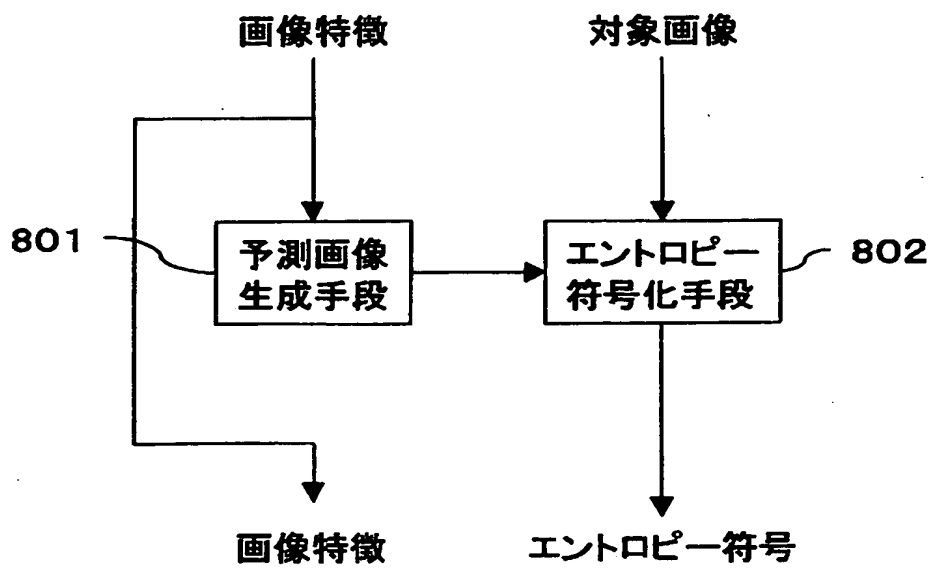 画像特徴
対象画像
801
予測画像
生成手段
エントロピー
符号化手段
802
画像特徴
エントロピー符号